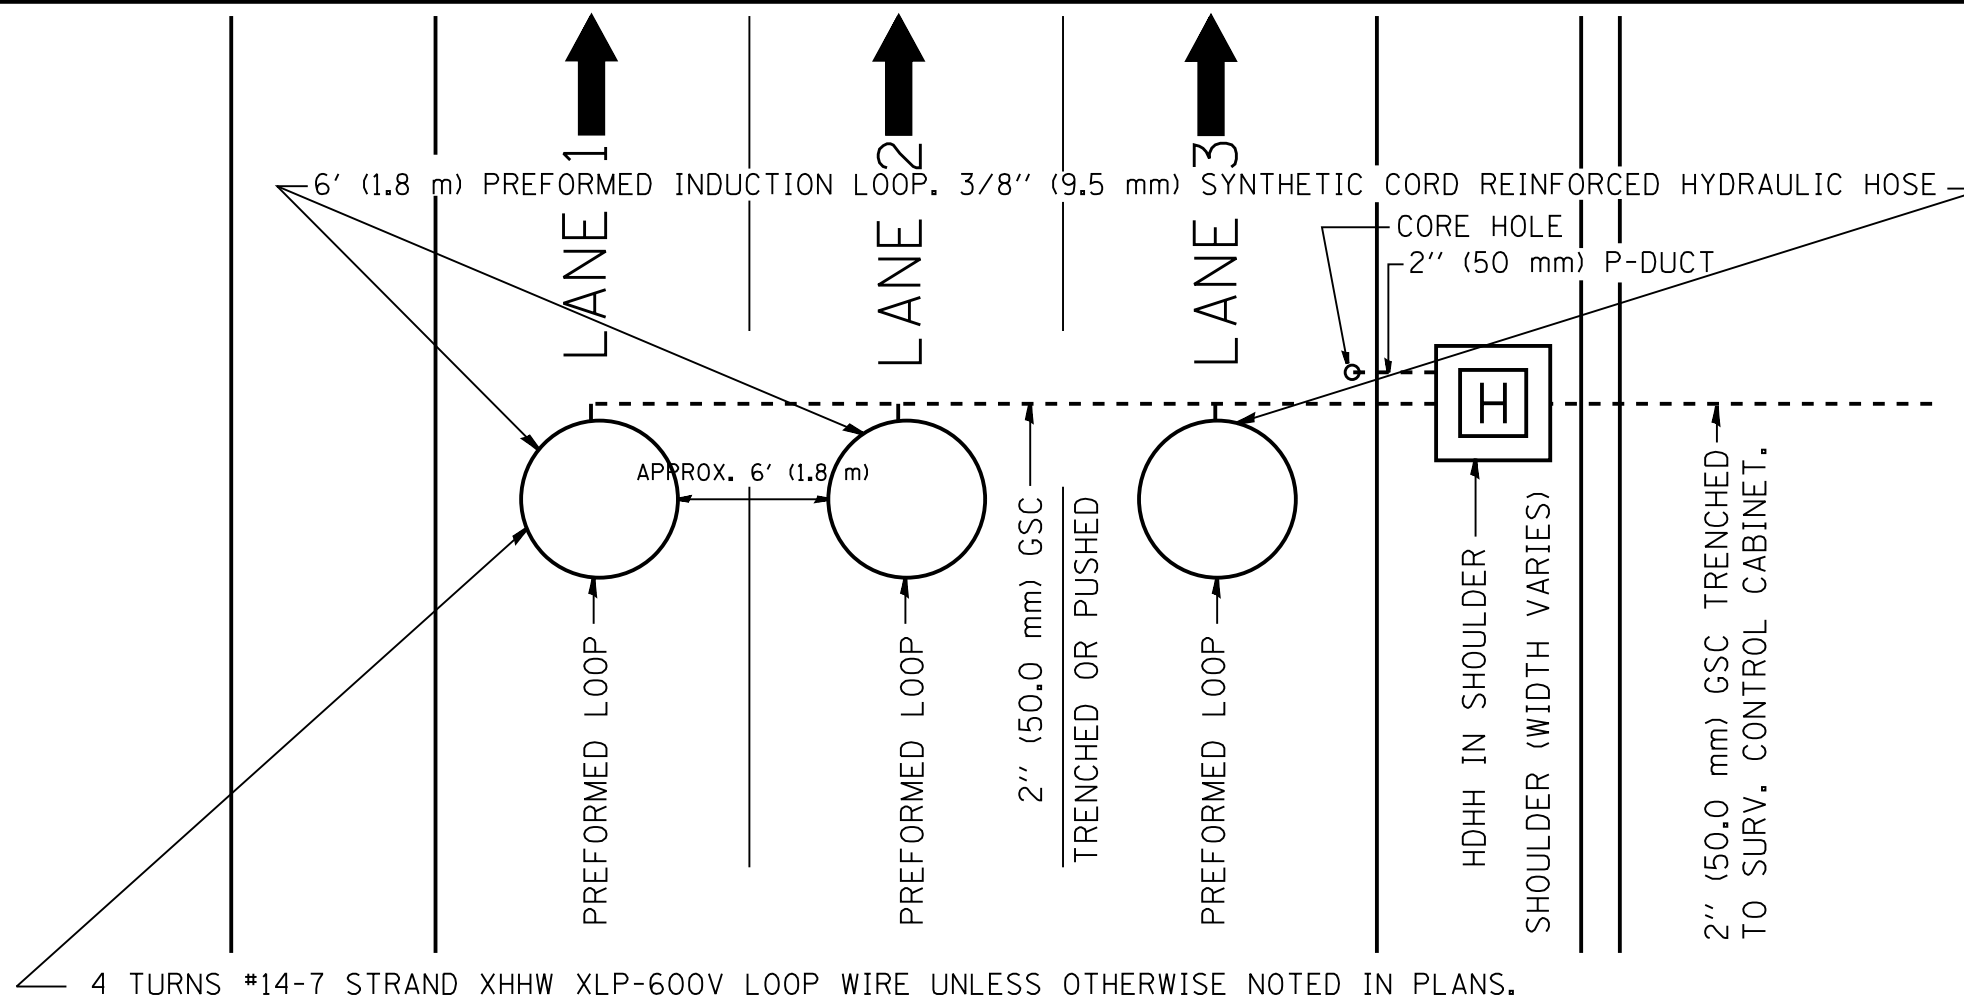 LANE 1
LANE 2
LANE 3
6' (1.8 m) PREFORMED INDUCTION LOOP. 3/8'' (9.5 mm) SYNTHETIC CORD REINFORCED HYDRAULIC HOSE
CORE HOLE
2'' (50 mm) P-DUCT
H
APPROX. 6' (1.8 m)
PREFORMED LOOP
PREFORMED LOOP
2'' (50.0 mm) GSC
TRENCHED OR PUSHED
PREFORMED LOOP
HDHH IN SHOULDER
SHOULDER (WIDTH VARIES)
2'' (50.0 mm) GSC TRENCHED
TO SURV. CONTROL CABINET.
4 TURNS #14-7 STRAND XHHW XLP-600V LOOP WIRE UNLESS OTHERWISE NOTED IN PLANS.